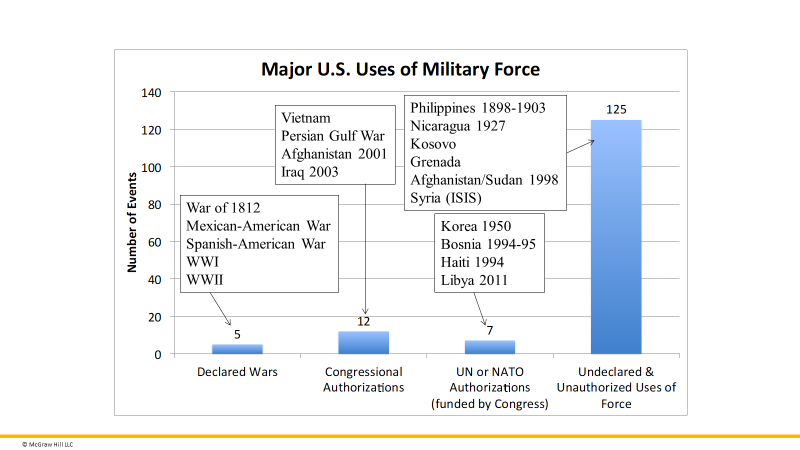 Major U.S. Uses of Military Force
Number of Events
140
120
100
80
60
40
20
0
War of 1812
Mexican-American War
Spanish-American War
WWI
WWII
Vietnam
Persian Gulf War
Afghanistan 2001
Iraq 2003
Philippines 1898-1903
Nicaragua 1927
Kosovo
Grenada
Afghanistan/Sudan 1998
Syria (ISIS)
Korea 1950
Bosnia 1994-95
Haiti 1994
Libya 2011
5
12
7
125
Declared Wars
Congressional
Authorizations
UN or NATO
Authorizations
(funded by Congress)
Undeclared &
Unauthorized Uses of
Force
© McGraw Hill LLC